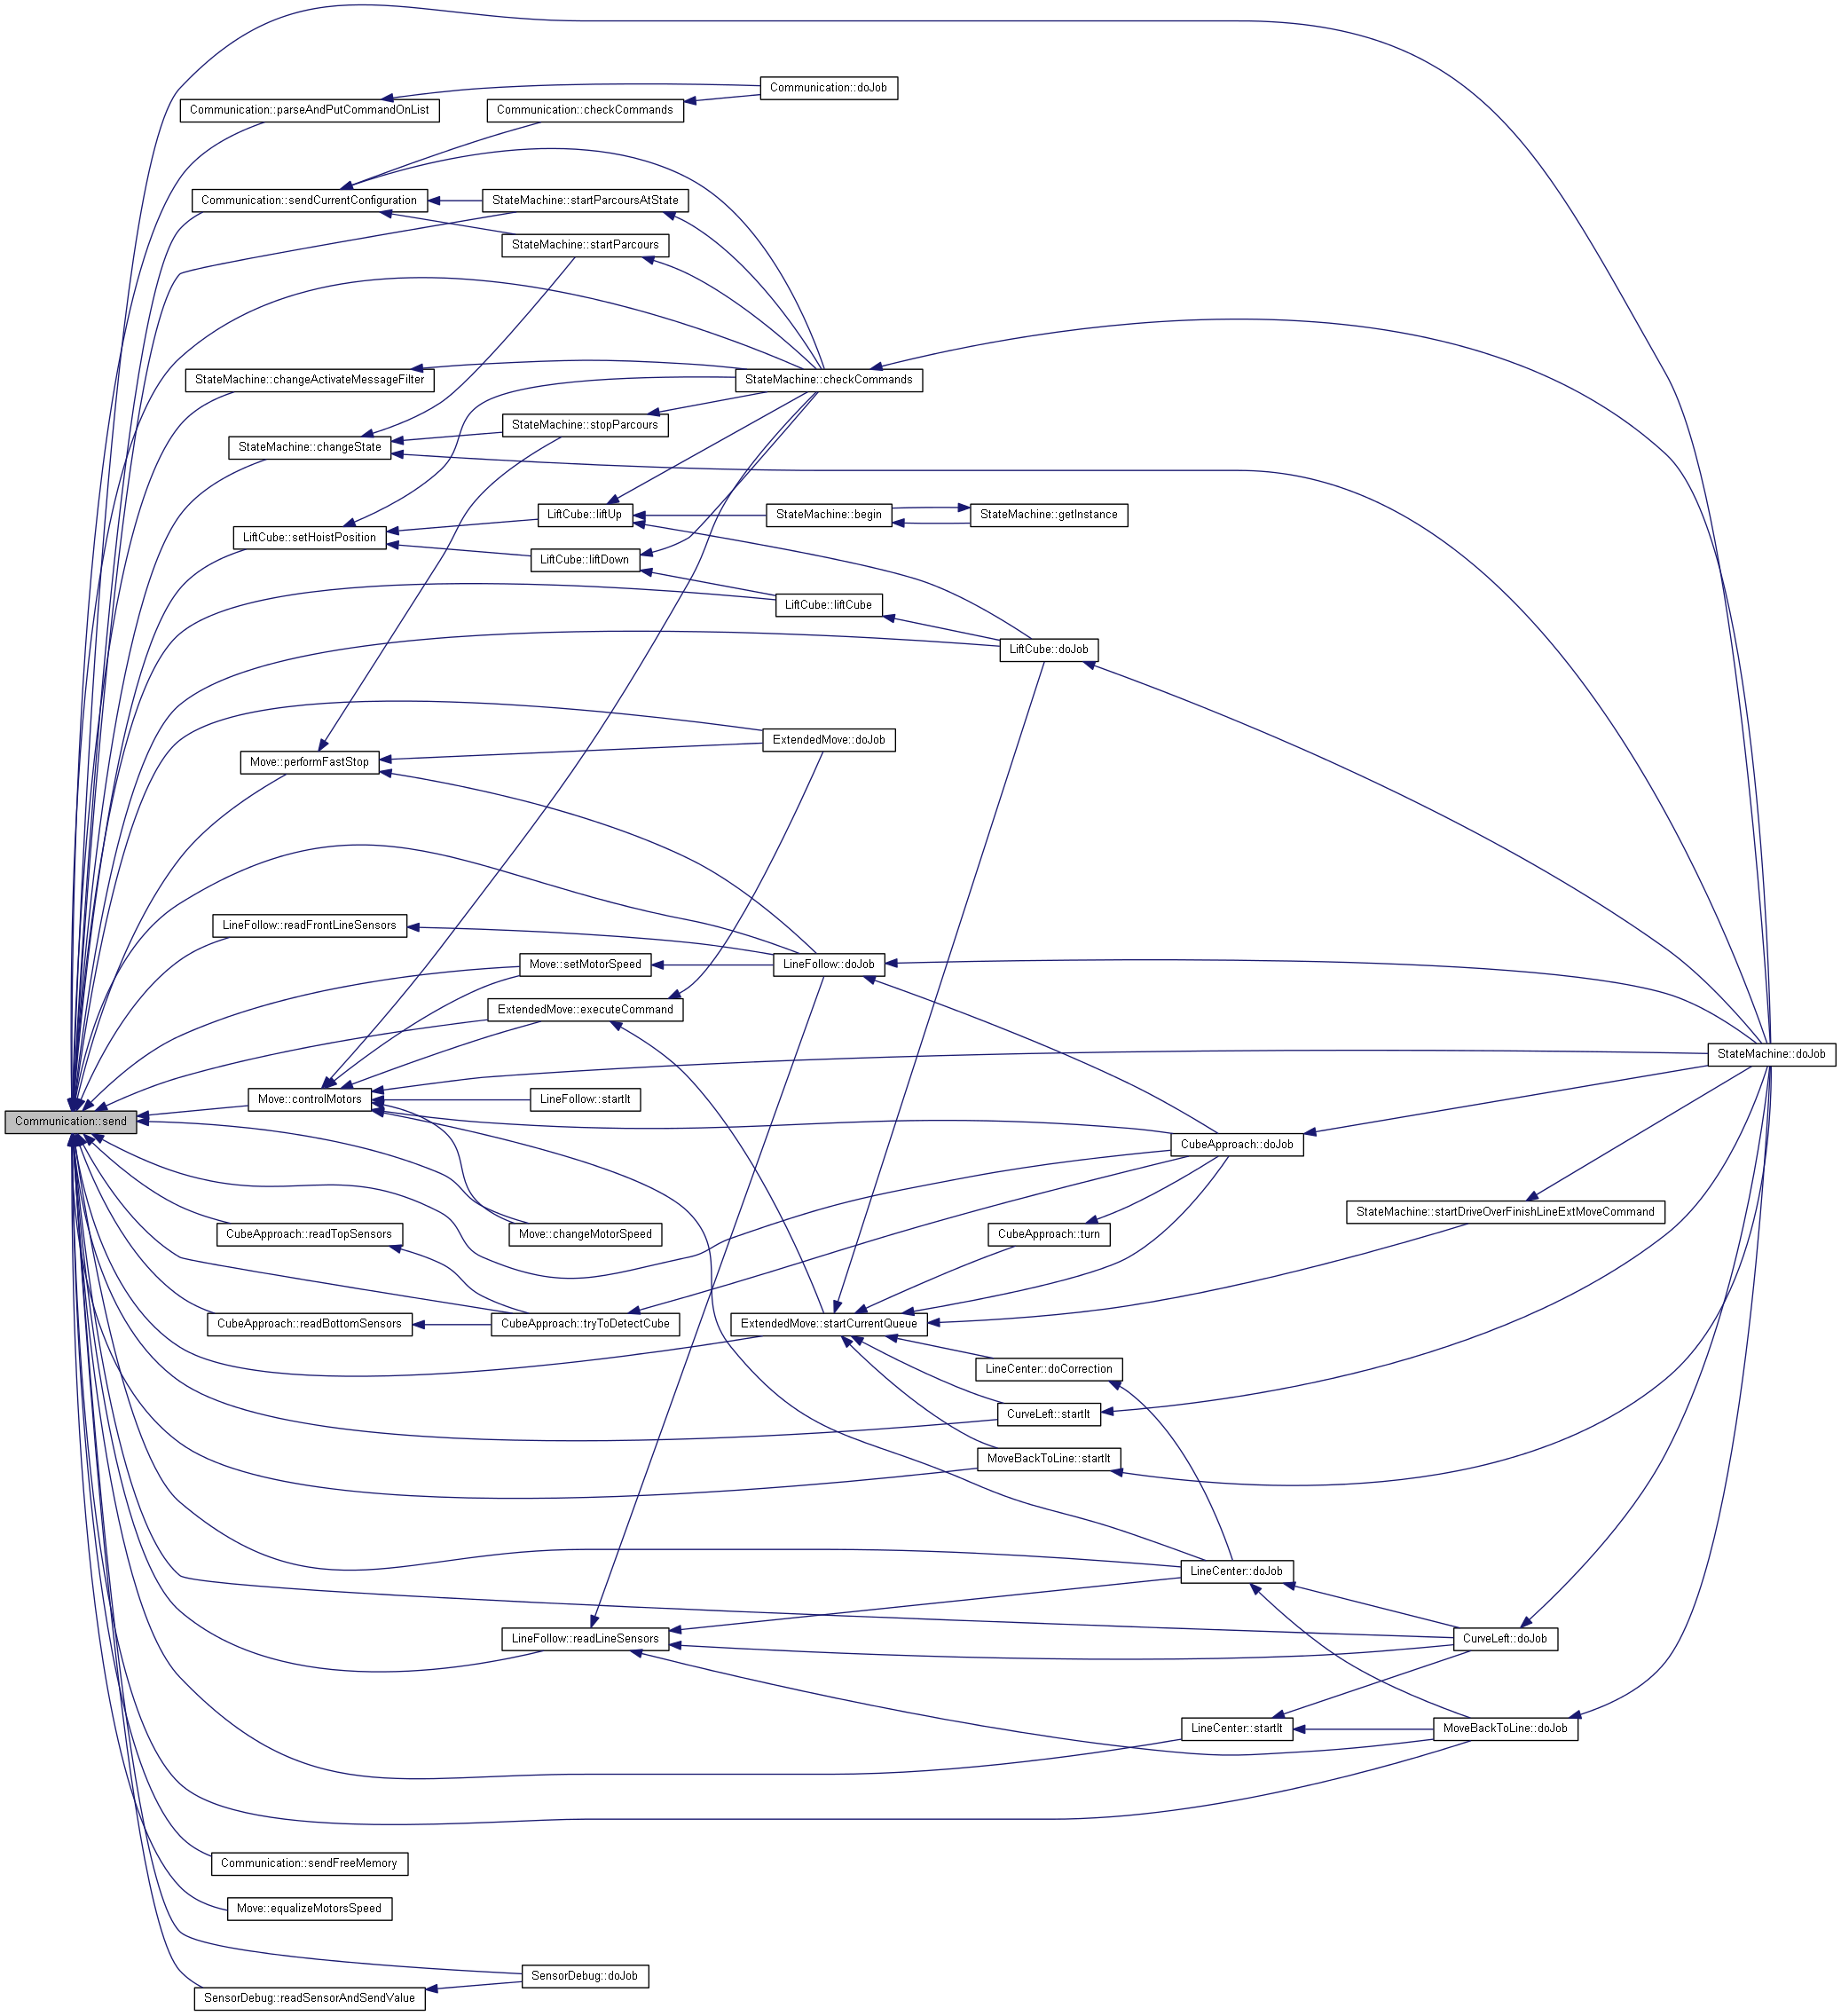 Communication::doJob
Communication::parseAndPutCommandOnList
Communication::checkCommands
Communication::sendCurrentConfiguration
StateMachine::startParcoursAtState
StateMachine::startParcours
StateMachine::changeActivateMessageFilter
StateMachine::checkCommands
StateMachine::stopParcours
StateMachine::changeState
LiftCube::liftUp
StateMachine::begin
StateMachine::getInstance
LiftCube::setHoistPosition
LiftCube::liftDown
LiftCube::liftCube
LiftCube::doJob
ExtendedMove::doJob
Move::performFastStop
LineFollow::readFrontLineSensors
Move::setMotorSpeed
LineFollow::doJob
ExtendedMove::executeCommand
StateMachine::doJob
Move::controlMotors
LineFollow::startIt
Communication::send
CubeApproach::doJob
StateMachine::startDriveOverFinishLineExtMoveCommand
CubeApproach::readTopSensors
Move::changeMotorSpeed
CubeApproach::turn
CubeApproach::readBottomSensors
CubeApproach::tryToDetectCube
ExtendedMove::startCurrentQueue
LineCenter::doCorrection
CurveLeft::startIt
MoveBackToLine::startIt
LineCenter::doJob
LineFollow::readLineSensors
CurveLeft::doJob
LineCenter::startIt
MoveBackToLine::doJob
Communication::sendFreeMemory
Move::equalizeMotorsSpeed
SensorDebug::doJob
SensorDebug::readSensorAndSendValue